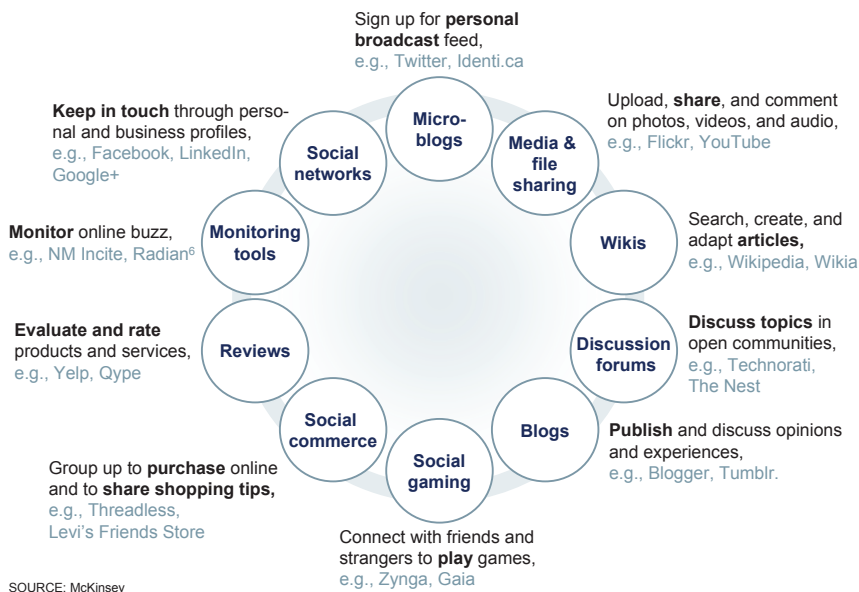 Sign up for personal
broadcast feed,
e.g., Twitter, Identi.ca
Micro-
blogs
Upload, share, and comment
on photos, videos, and audio,
e.g., Flickr, YouTube
Media &
file
sharing
Search, create, and
adapt articles,
e.g., Wikipedia, Wikia
Wikis
Discuss topics in
open communities,
e.g., Technorati,
The Nest
Discussion
forums
Publish and discuss opinions
and experiences,
e.g., Blogger, Tumblr.
Blogs
Social
gaming
Connect with friends and
strangers to play games,
e.g., Zynga, Gaia
Social
commerce
Group up to purchase online
and to share shopping tips,
e.g., Threadless,
Levi's Friends Store
Reviews
Evaluate and rate
products and services,
e.g., Yelp, Qype
Monitoring
tools
Monitor online buzz,
e.g., NM Incite, Radian⁶
Social
networks
Keep in touch through perso-
nal and business profiles,
e.g., Facebook, LinkedIn,
Google+
SOURCE: McKinsey